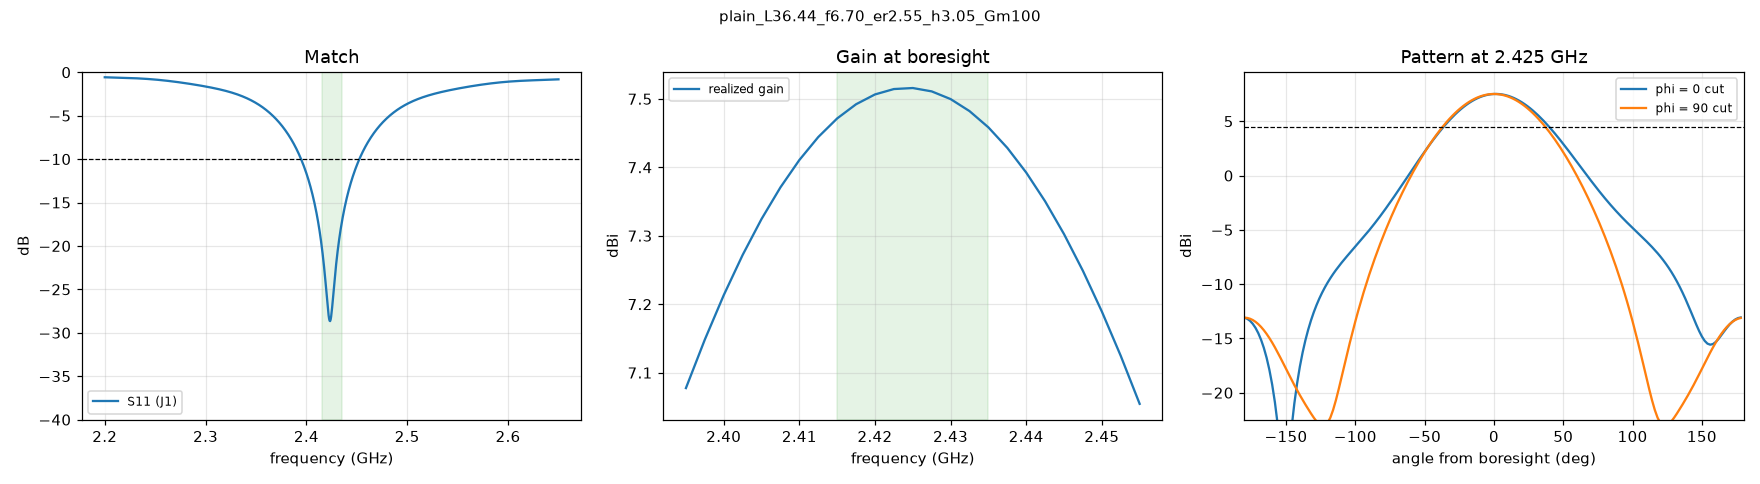 plain_L36.44_f6.70_er2.55_h3.05_Gm100
Match
0
−5
−10
−15
−20
−25
−30
−35
−40
dB
S11 (J1)
2.2
2.3
2.4
2.5
2.6
frequency (GHz)
Gain at boresight
7.5
7.4
7.3
7.2
7.1
dBi
realized gain
2.40
2.41
2.42
2.43
2.44
2.45
frequency (GHz)
Pattern at 2.425 GHz
5
0
−5
−10
−15
−20
dBi
phi = 0 cut
phi = 90 cut
−150
−100
−50
0
50
100
150
angle from boresight (deg)